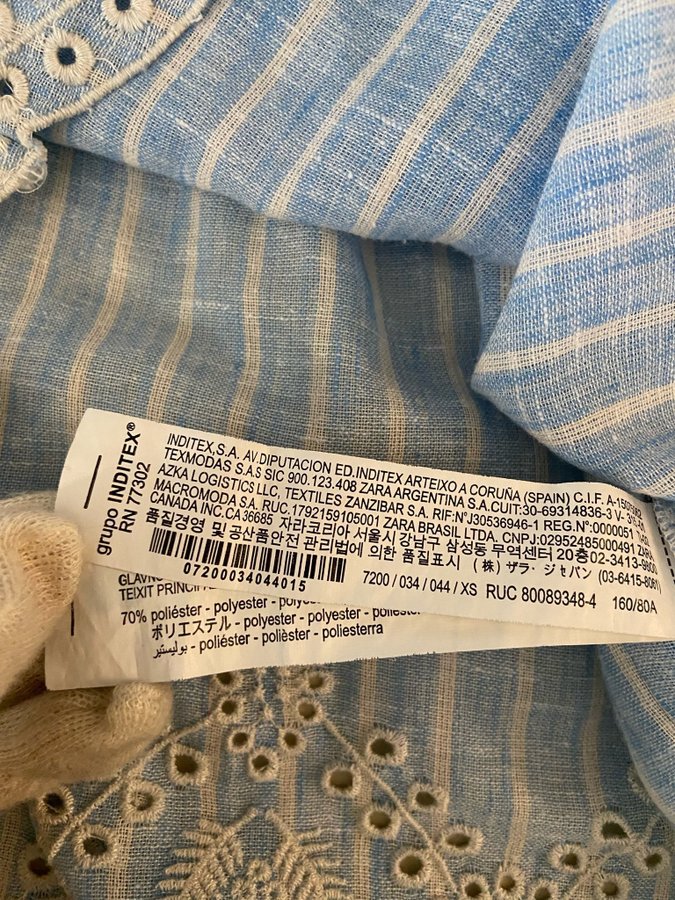 grupo INDITEX®
RN 77302
INDITEX,S.A. AV.DIPUTACION ED.INDITEX ARTEIXO A CORUÑA (SPAIN) C.I.F.
TEXMODAS S.A.S SIC 900.123.408 ZARA ARGENTINA S.A.CUIT:30-69314836-3
AZKA LOGISTICS LLC, TEXTILES ZANZIBAR S.A. RIF:NºJ30536946-1 REG.Nº:0000051
MACROMODA SA. RUC.1792159105001 ZARA BRASIL LTDA. CNPJ:02952485000491 ZARA
CANADA INC.CA 36685 자라코리아 서울시 강남구 삼성동 무역센터 20층 02-3413-9800
품질경영 및 공산품안전 관리법에 의한 품질표시 (株) ザラ・ジャパン (03-6415-8061)
07200034044015
7200 / 034 / 044 / XS RUC 80089348-4 160/80A
TEIXIT
70% poliéster - polyester -
ポリエステル - poliéster - polièster - poliesterra
بوليستير